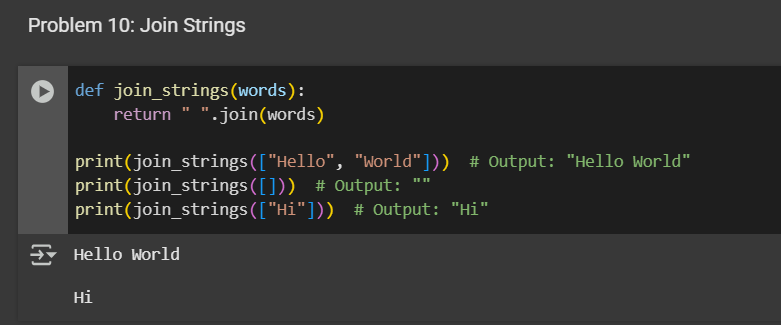 Problem 10: Join Strings
def join_strings(words):
    return " ".join(words)
print(join_strings(["Hello", "World"]))  # Output: "Hello World"
print(join_strings([]))  # Output: ""
print(join_strings(["Hi"]))  # Output: "Hi"
Hello World
Hi